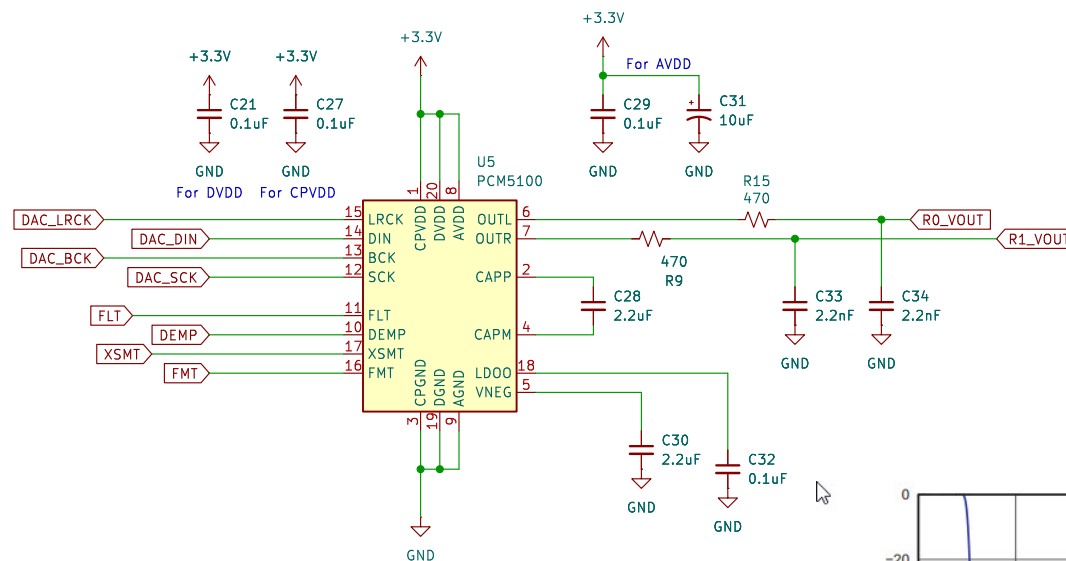 +3.3V
+3.3V
+3.3V
+3.3V
For AVDD
C21
0.1uF
C27
0.1uF
C29
0.1uF
C31
10uF
+
GND
GND
GND
GND
For DVDD
For CPVDD
U5
PCM5100
1
20
8
CPVDD
DVDD
AVDD
DAC_LRCK
15
LRCK
OUTL
6
R15
470
R0_VOUT
DAC_DIN
14
DIN
OUTR
7
470
R9
R1_VOUT
DAC_BCK
13
BCK
DAC_SCK
12
SCK
CAPP
2
C28
2.2uF
C33
2.2nF
C34
2.2nF
FLT
11
FLT
DEMP
10
DEMP
CAPM
4
XSMT
17
XSMT
GND
GND
FMT
16
FMT
LDOO
18
VNEG
5
CPGND
DGND
AGND
3
19
9
C30
2.2uF
C32
0.1uF
GND
GND
GND
0
-20